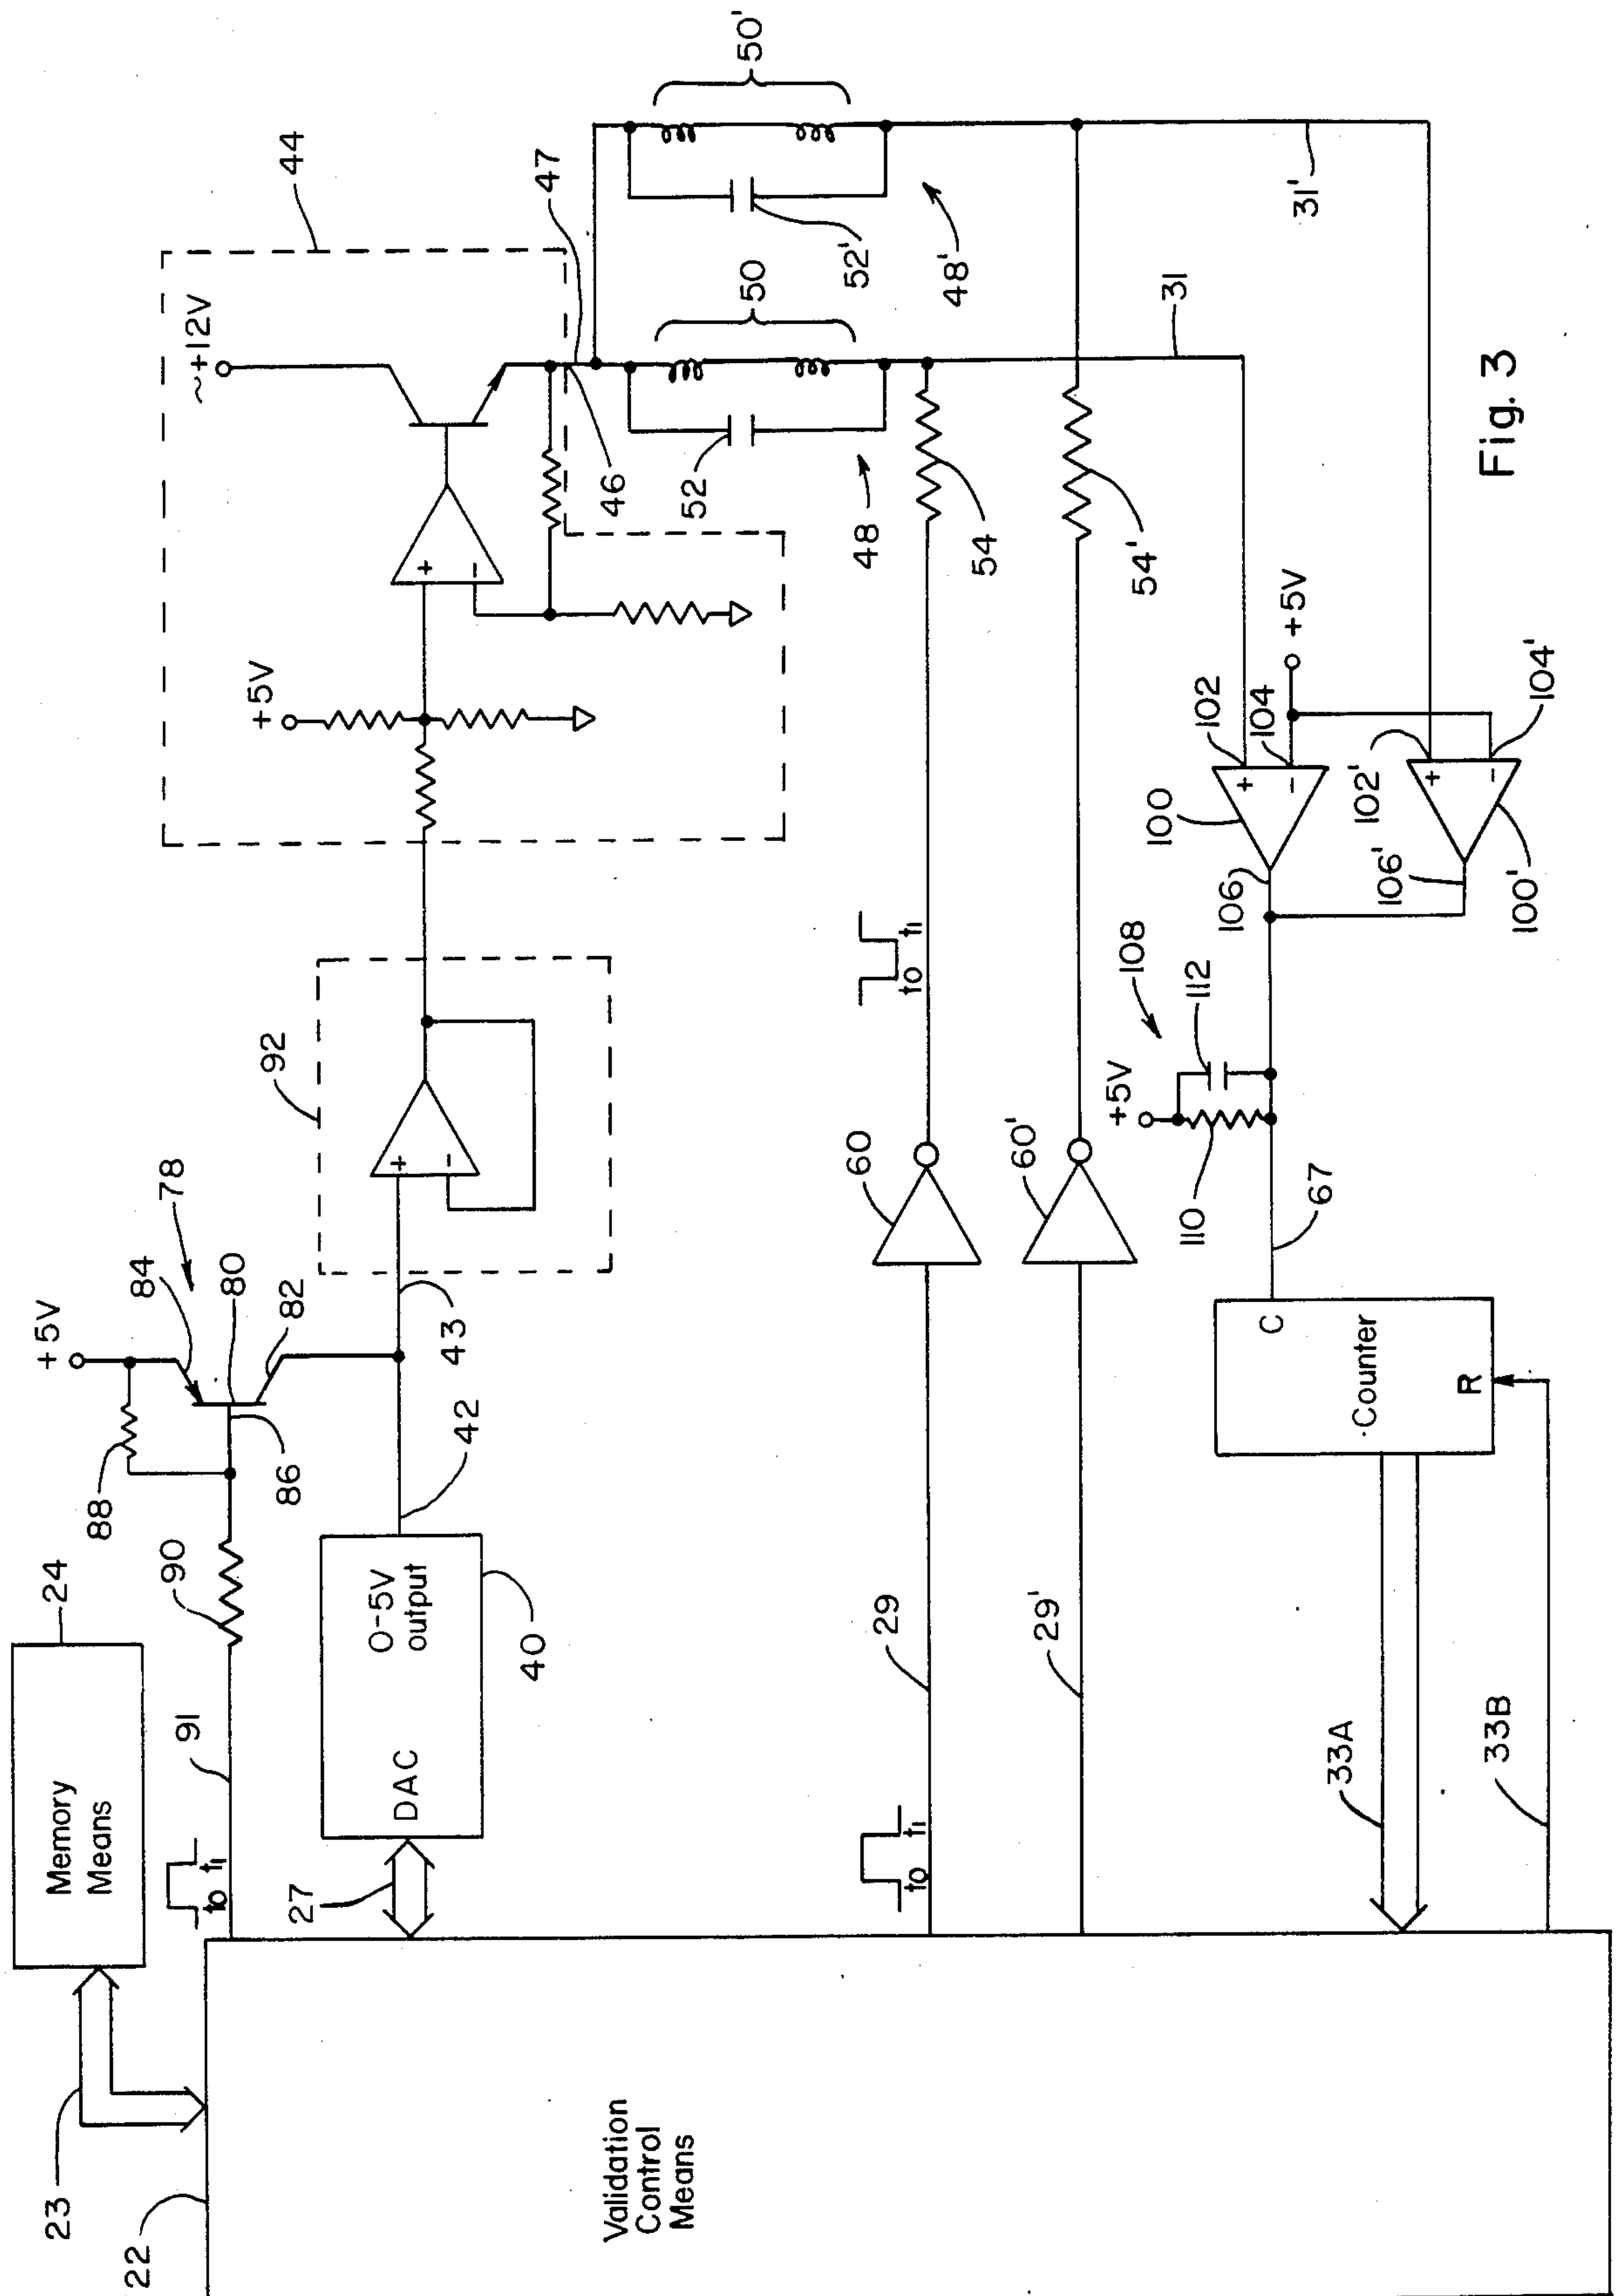 23
22
24
Memory
Means
Validation
Control
Means
to t1
91
90
88
+5V
84
78
80
82
86
27
DAC
0-5V
output
40
42
43
92
+
-
44
+5V
+
-
~+12V
46
47
50
52
48
50'
52'
48'
to t1
29
60
to t1
54
31
29'
60'
54'
31'
33A
33B
Counter
C
R
67
+5V
110
112
108
106
100
102
104
+
-
+5V
106'
100'
102'
104'
+
-
Fig. 3